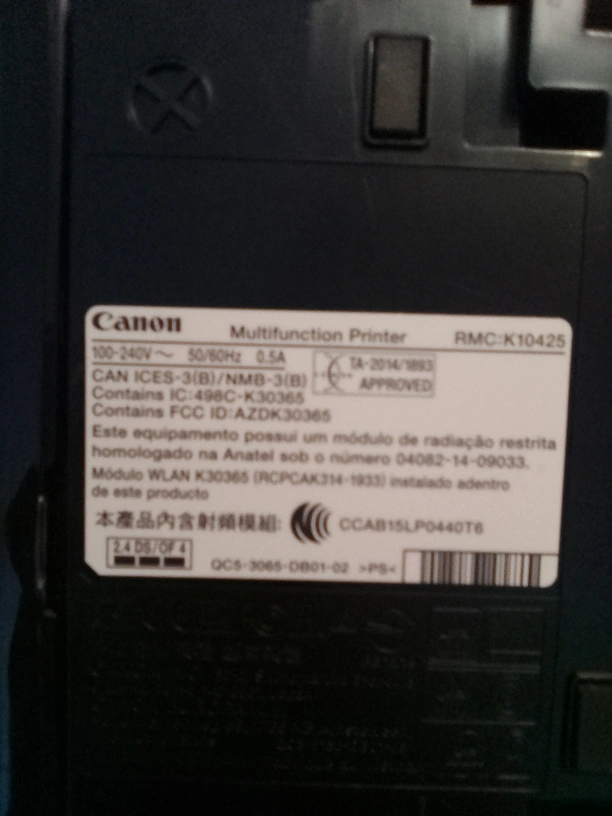 Canon
Multifunction Printer RMC:K10425
100-240V～ 50/60Hz 0.5A
TA-2014/1893
APPROVED
CAN ICES-3(B)/NMB-3(B)
Contains IC:498C-K30365
Contains FCC ID:AZDK30365
Este equipamento possui um módulo de radiação restrita
homologado na Anatel sob o número 04082-14-09033.
Módulo WLAN K30365 (RCPCAK314-1933) instalado adentro
de este producto
本產品內含射頻模組: CCAB15LP0440T6
2.4 DS/OF 4
QC5-3065-DB01-02 >PS<